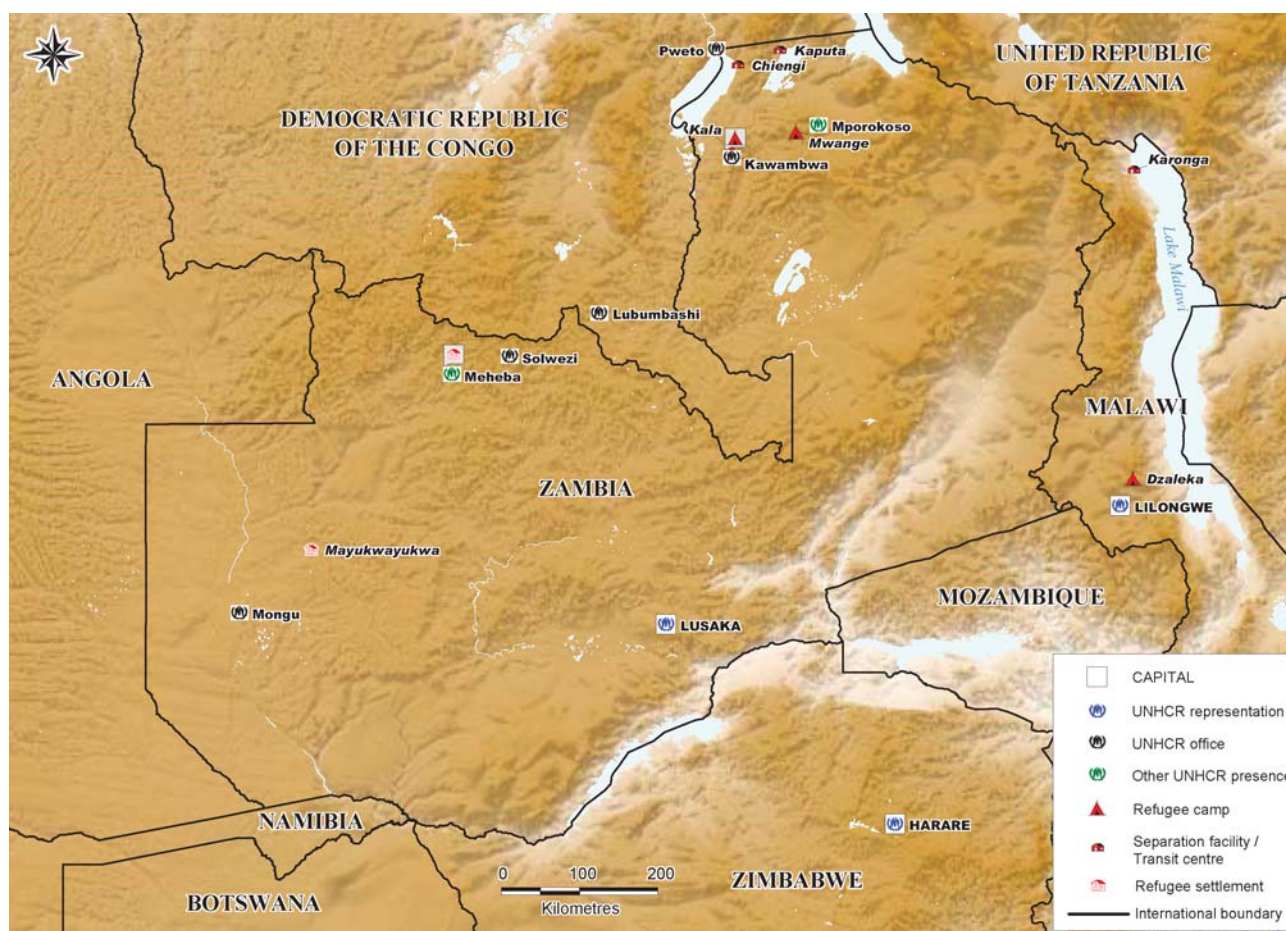 Pweto
Kaputa
Chiengi
UNITED REPUBLIC
OF TANZANIA
DEMOCRATIC REPUBLIC
OF THE CONGO
Kala
Mporokoso
Mwange
Kawambwa
Karonga
Lake Malawi
Lubumbashi
Solwezi
Meheba
ANGOLA
MALAWI
ZAMBIA
Dzaleka
LILONGWE
Mayukwayukwa
MOZAMBIQUE
Mongu
LUSAKA
NAMIBIA
HARARE
ZIMBABWE
BOTSWANA
0 100 200
Kilometres
CAPITAL
UNHCR representation
UNHCR office
Other UNHCR presence
Refugee camp
Separation facility /
Transit centre
Refugee settlement
International boundary